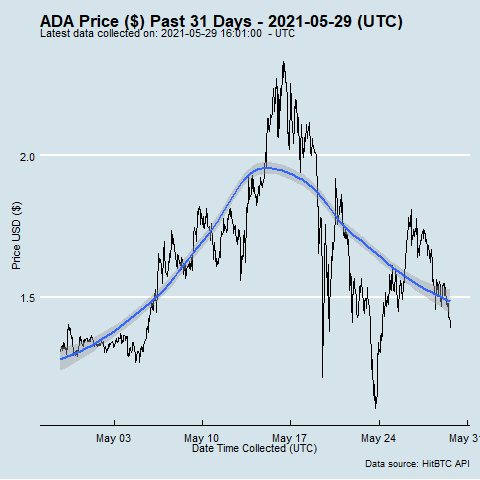 ADA Price ($) Past 31 Days - 2021-05-29 (UTC)
Latest data collected on: 2021-05-29 16:01:00 - UTC
Price USD ($)
2.0
1.5
May 03 May 10 May 17 May 24 May 31
Date Time Collected (UTC)
Data source: HitBTC API